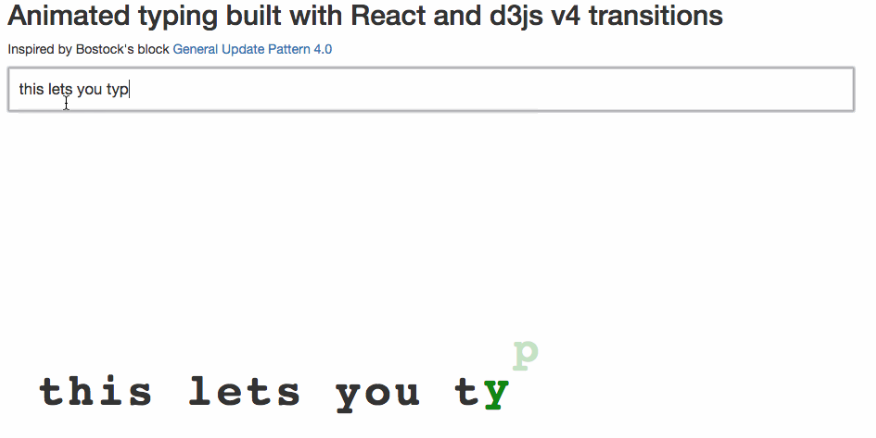 Animated typing built with React and d3js v4 transitions
Inspired by Bostock's block General Update Pattern 4.0
this lets you typ
this lets you typ